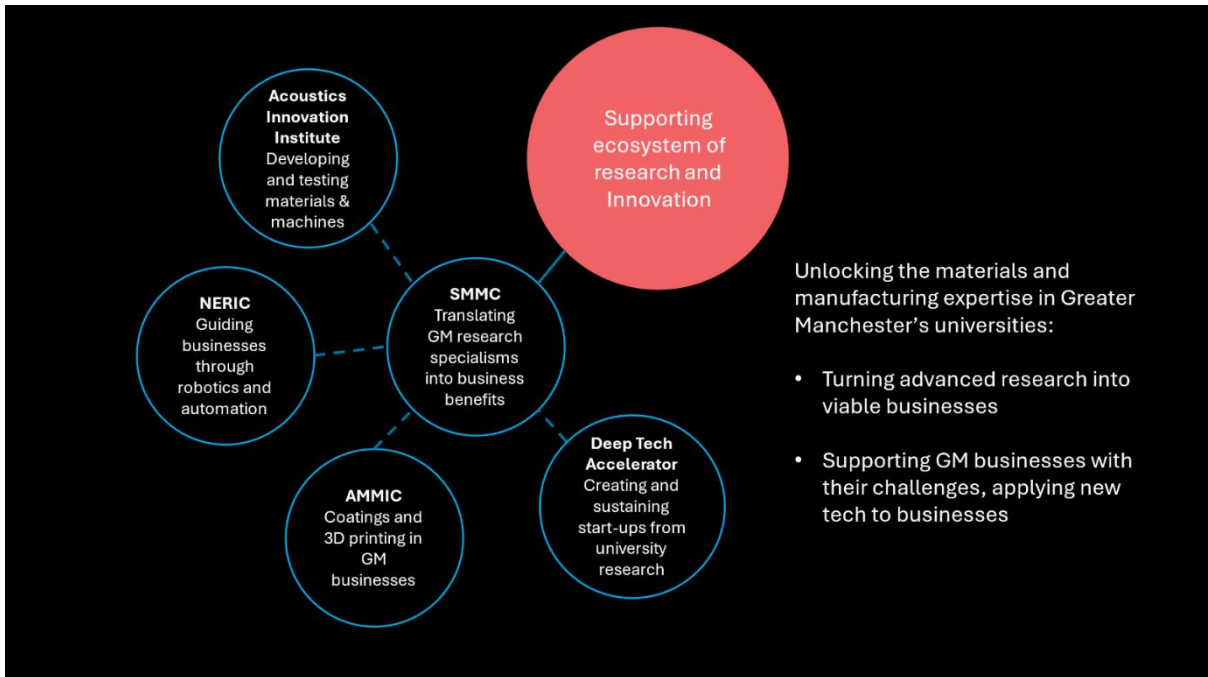 Acoustics
Innovation
Institute
Developing
and testing
materials &
machines
Supporting
ecosystem of
research and
Innovation
NERIC
Guiding
businesses
through
robotics and
automation
SMMC
Translating
GM research
specialisms
into business
benefits
AMMIC
Coatings and
3D printing in
GM
businesses
Deep Tech
Accelerator
Creating and
sustaining
start-ups from
university
research
Unlocking the materials and
manufacturing expertise in Greater
Manchester’s universities:
• Turning advanced research into
viable businesses
• Supporting GM businesses with
their challenges, applying new
tech to businesses